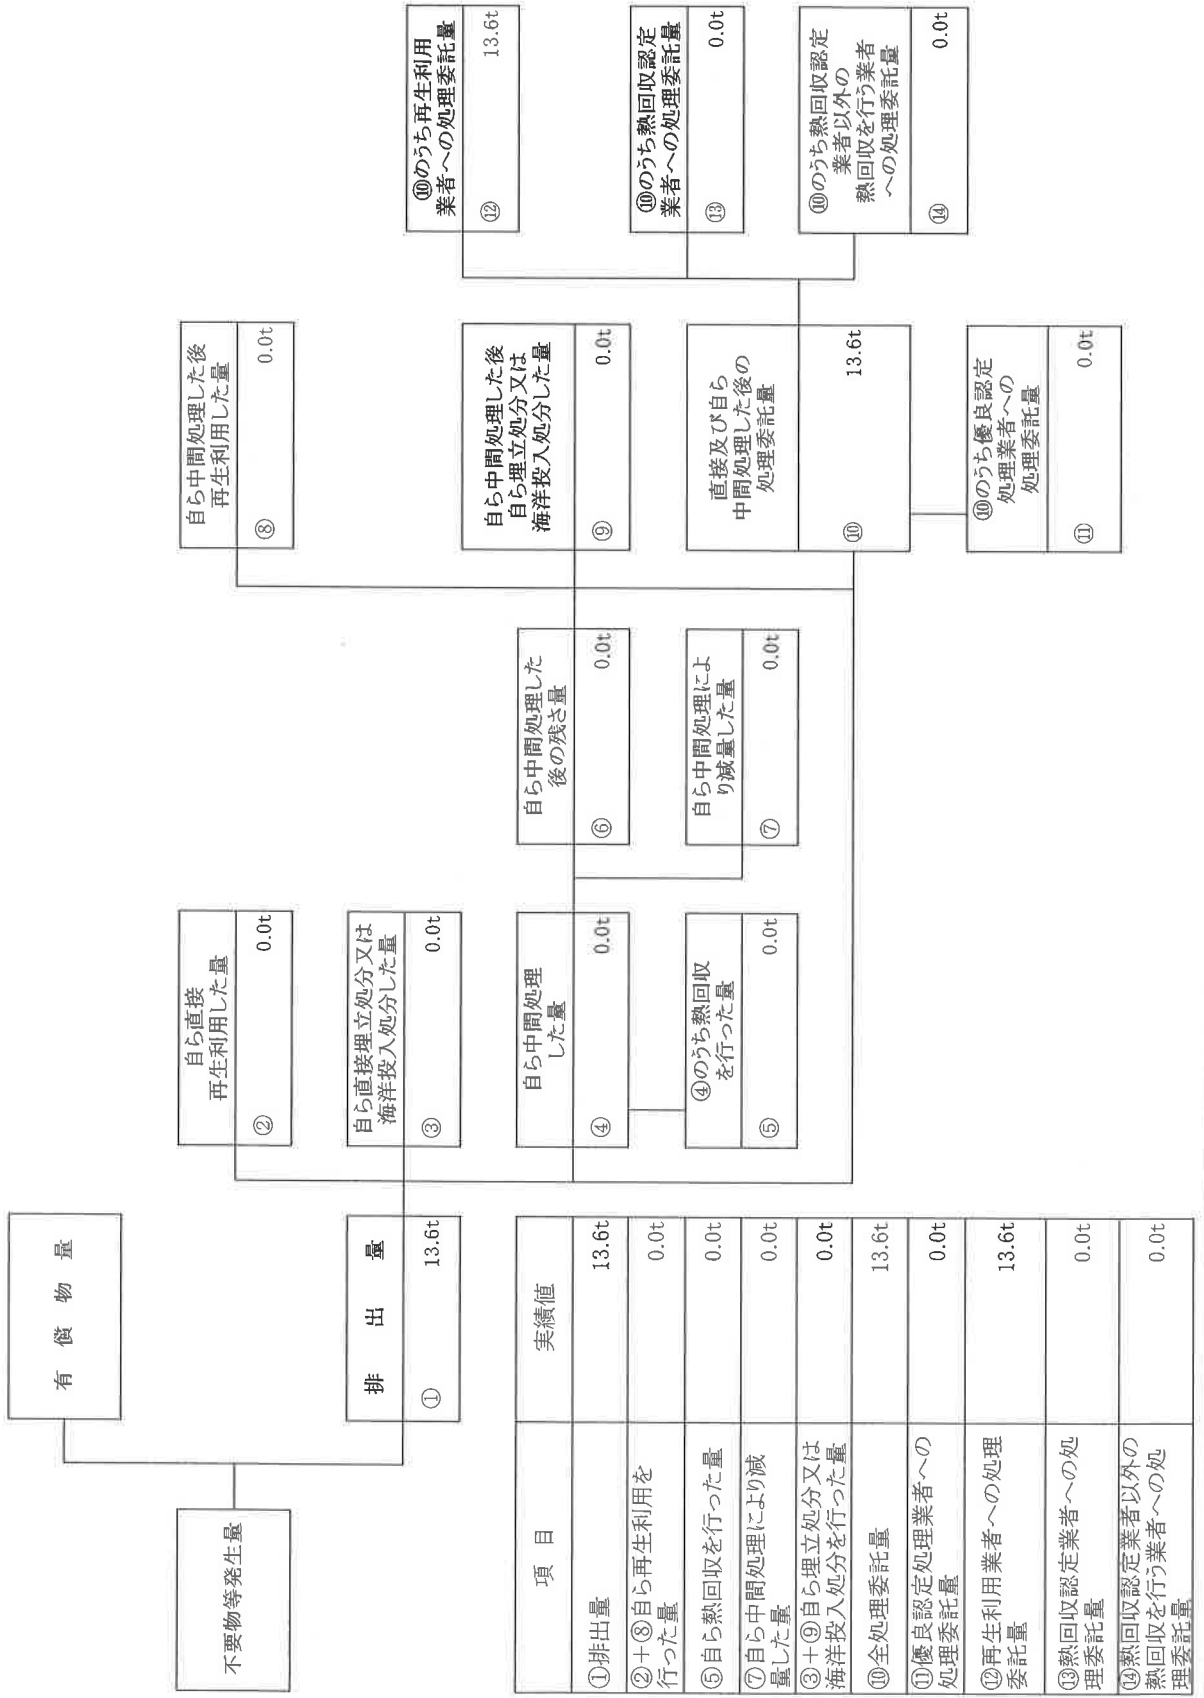 不要物等発生量
有 償 物 量
排 出 量
① 13.6t
自ら直接
再生利用した量
② 0.0t
自ら直接埋立処分又は
海洋投入処分した量
③ 0.0t
自ら中間処理
した量
④ 0.0t
④のうち熱回収
を行った量
⑤ 0.0t
自ら中間処理した
後の残さ量
⑥ 0.0t
自ら中間処理によ
り減量した量
⑦ 0.0t
自ら中間処理した後
再生利用した量
⑧ 0.0t
自ら中間処理した後
自ら埋立処分又は
海洋投入処分した量
⑨ 0.0t
直接及び自ら
中間処理した後の
処理委託量
⑩ 13.6t
⑩のうち優良認定
処理業者への
処理委託量
⑪ 0.0t
⑩のうち再生利用
業者への処理委託量
⑫ 13.6t
⑩のうち熱回収認定
業者への処理委託量
⑬ 0.0t
⑩のうち熱回収認定
業者以外の
熱回収を行う業者
への処理委託量
⑭ 0.0t
項 目 実績値
①排出量 13.6t
②+⑧自ら再生利用を
行った量 0.0t
⑤自ら熱回収を行った量 0.0t
⑦自ら中間処理により減
量した量 0.0t
③+⑨自ら埋立処分又は
海洋投入処分を行った量 0.0t
⑩全処理委託量 13.6t
⑪優良認定処理業者への
処理委託量 0.0t
⑫再生利用業者への処理
委託量 13.6t
⑬熱回収認定業者への処
理委託量 0.0t
⑭熱回収認定業者以外の
熱回収を行う業者への処
理委託量 0.0t